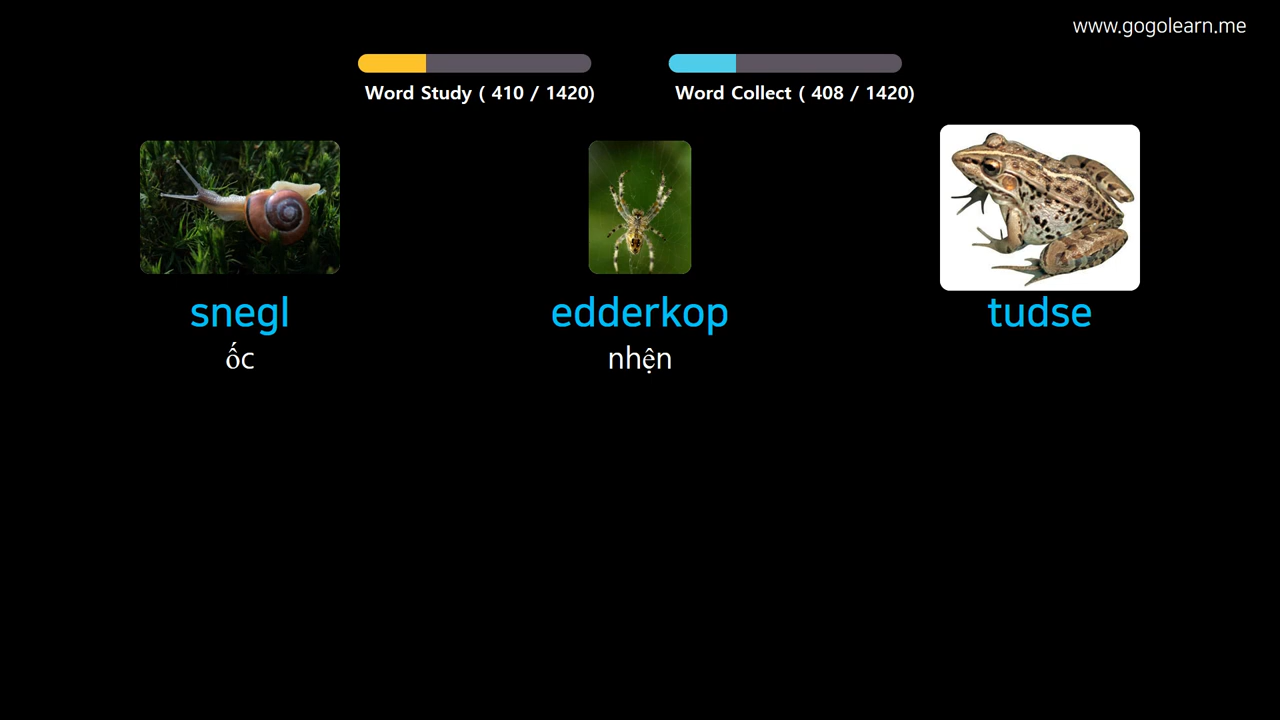 www.gogolearn.me
Word Study ( 410 / 1420)
Word Collect ( 408 / 1420)
snegl
edderkop
tudse
ốc
nhện